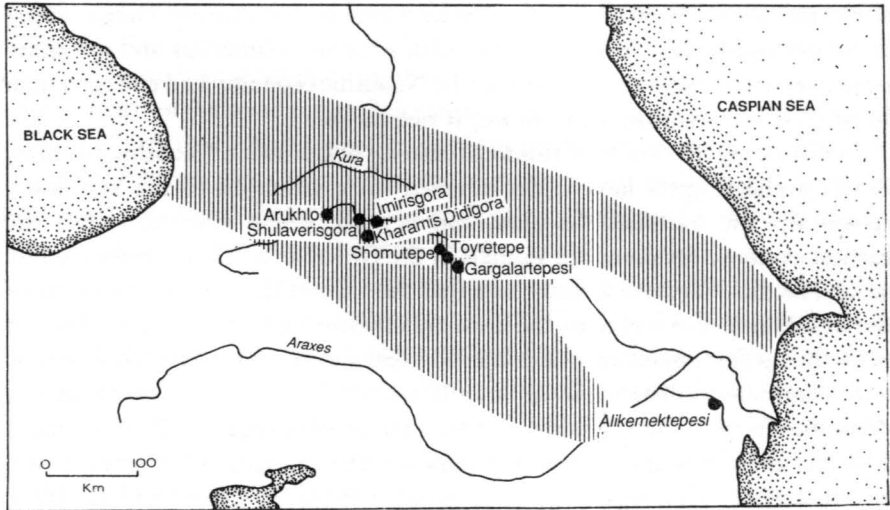 CASPIAN SEA
BLACK SEA
Kura
Imirisgora
Arukhlo
Shulaverisgora
Kharamis Didigora
Shomutepe
Toyretepe
Gargalartepesi
Araxes
Alikemektepesi
0 100
Km